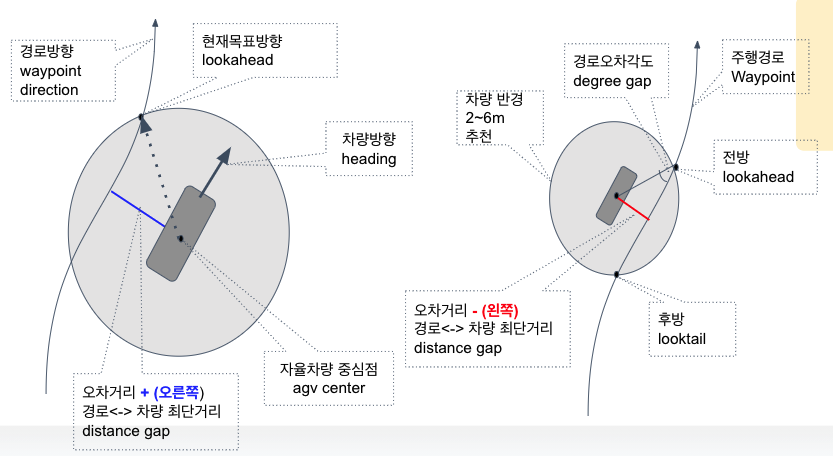 경로방향
waypoint
direction
현재목표방향
lookahead
차량방향
heading
자율차량 중심점
agv center
오차거리 + (오른쪽)
경로<-> 차량 최단거리
distance gap
경로오차각도
degree gap
주행경로
Waypoint
차량 반경
2~6m
추천
전방
lookahead
오차거리 - (왼쪽)
경로<-> 차량 최단거리
distance gap
후방
looktail